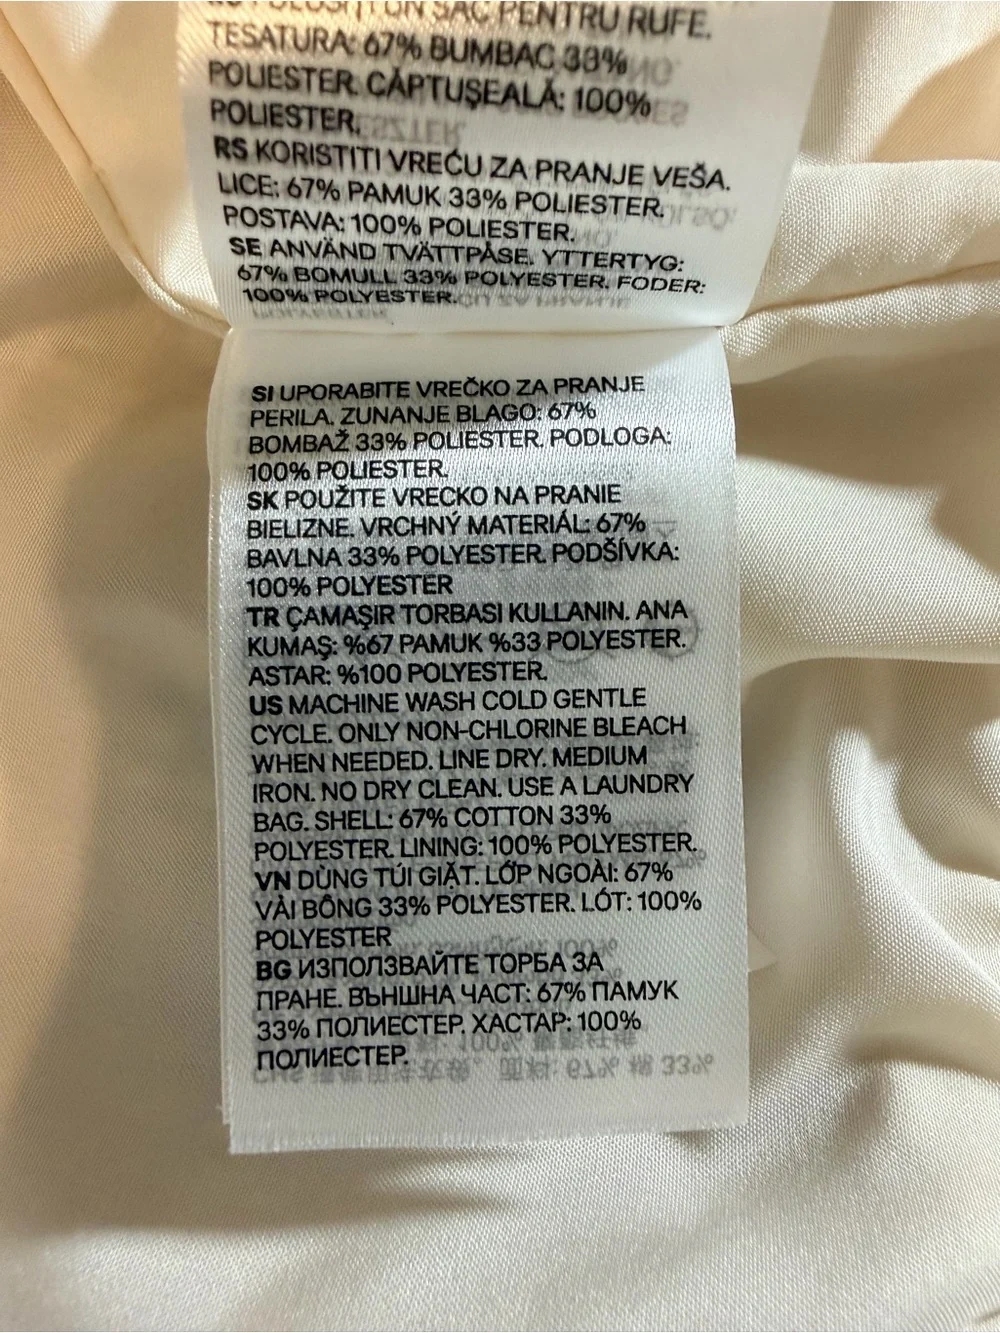 SAC PENTRU RUFE.
TESATURA: 67% BUMBAC 33%
POLIESTER. CĂPTUŞEALĂ: 100%
POLIESTER.
RS KORISTITI VREĆU ZA PRANJE VEŠA.
LICE: 67% PAMUK 33% POLIESTER.
POSTAVA: 100% POLIESTER.
SE ANVÄND TVÄTTPÅSE. YTTERTYG:
67% BOMULL 33% POLYESTER. FODER:
100% POLYESTER.
SI UPORABITE VREČKO ZA PRANJE
PERILA. ZUNANJE BLAGO: 67%
BOMBAŽ 33% POLIESTER. PODLOGA:
100% POLIESTER.
SK POUŽITE VRECKO NA PRANIE
BIELIZNE. VRCHNÝ MATERIÁL: 67%
BAVLNA 33% POLYESTER. PODŠÍVKA:
100% POLYESTER
TR ÇAMAŞIR TORBASI KULLANIN. ANA
KUMAŞ: %67 PAMUK %33 POLYESTER.
ASTAR: %100 POLYESTER.
US MACHINE WASH COLD GENTLE
CYCLE. ONLY NON-CHLORINE BLEACH
WHEN NEEDED. LINE DRY. MEDIUM
IRON. NO DRY CLEAN. USE A LAUNDRY
BAG. SHELL: 67% COTTON 33%
POLYESTER. LINING: 100% POLYESTER.
VN DÙNG TÚI GIẶT. LỚP NGOÀI: 67%
VẢI BÔNG 33% POLYESTER. LÓT: 100%
POLYESTER
BG ИЗПОЛЗВАЙТЕ ТОРБА ЗА
ПРАНЕ. ВЪНШНА ЧАСТ: 67% ПАМУК
33% ПОЛИЕСТЕР. ХАСТАР: 100%
ПОЛИЕСТЕР.